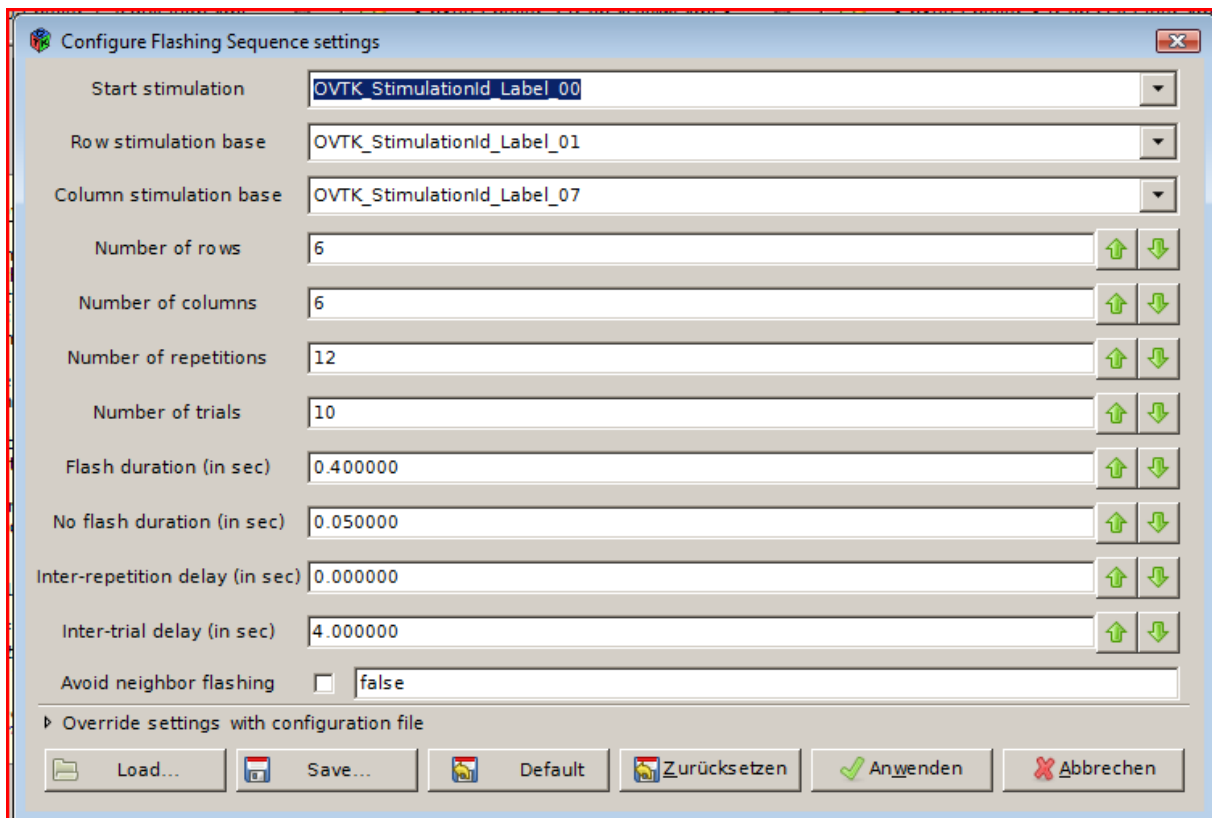 Configure Flashing Sequence settings
Start stimulation OVTK_StimulationId_Label_00
Row stimulation base OVTK_StimulationId_Label_01
Column stimulation base OVTK_StimulationId_Label_07
Number of rows 6
Number of columns 6
Number of repetitions 12
Number of trials 10
Flash duration (in sec) 0.400000
No flash duration (in sec) 0.050000
Inter-repetition delay (in sec) 0.000000
Inter-trial delay (in sec) 4.000000
Avoid neighbor flashing false
Override settings with configuration file
Load... Save... Default Zurücksetzen Anwenden Abbrechen